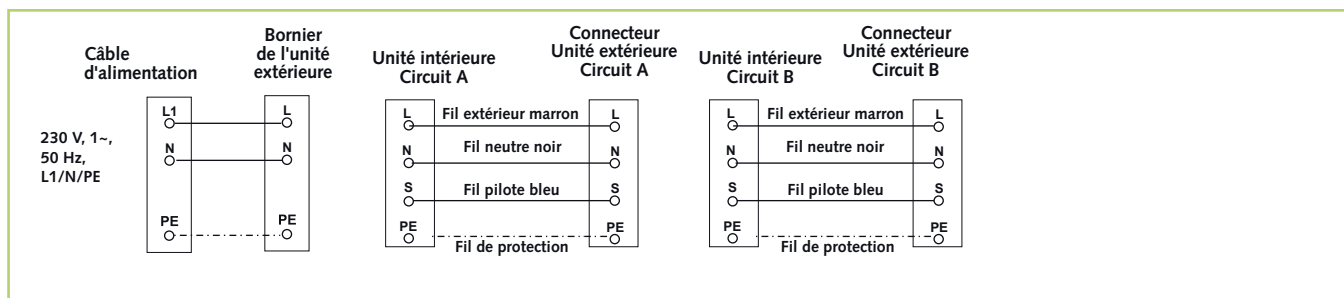 Câble
d'alimentation
Bornier
de l'unité
extérieure
230 V, 1~,
50 Hz,
L1/N/PE
L1
L
N
N
PE
PE
Unité intérieure
Circuit A
Connecteur
Unité extérieure
Circuit A
L
Fil extérieur marron
L
N
Fil neutre noir
N
S
Fil pilote bleu
S
PE
Fil de protection
PE
Unité intérieure
Circuit B
Connecteur
Unité extérieure
Circuit B
L
Fil extérieur marron
L
N
Fil neutre noir
N
S
Fil pilote bleu
S
PE
Fil de protection
PE